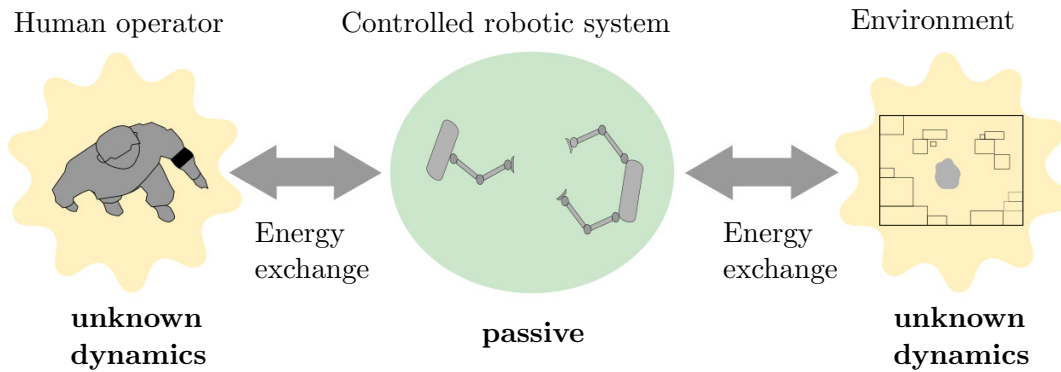 Human operator
Controlled robotic system
Environment
Energy
exchange
Energy
exchange
unknown
dynamics
passive
unknown
dynamics